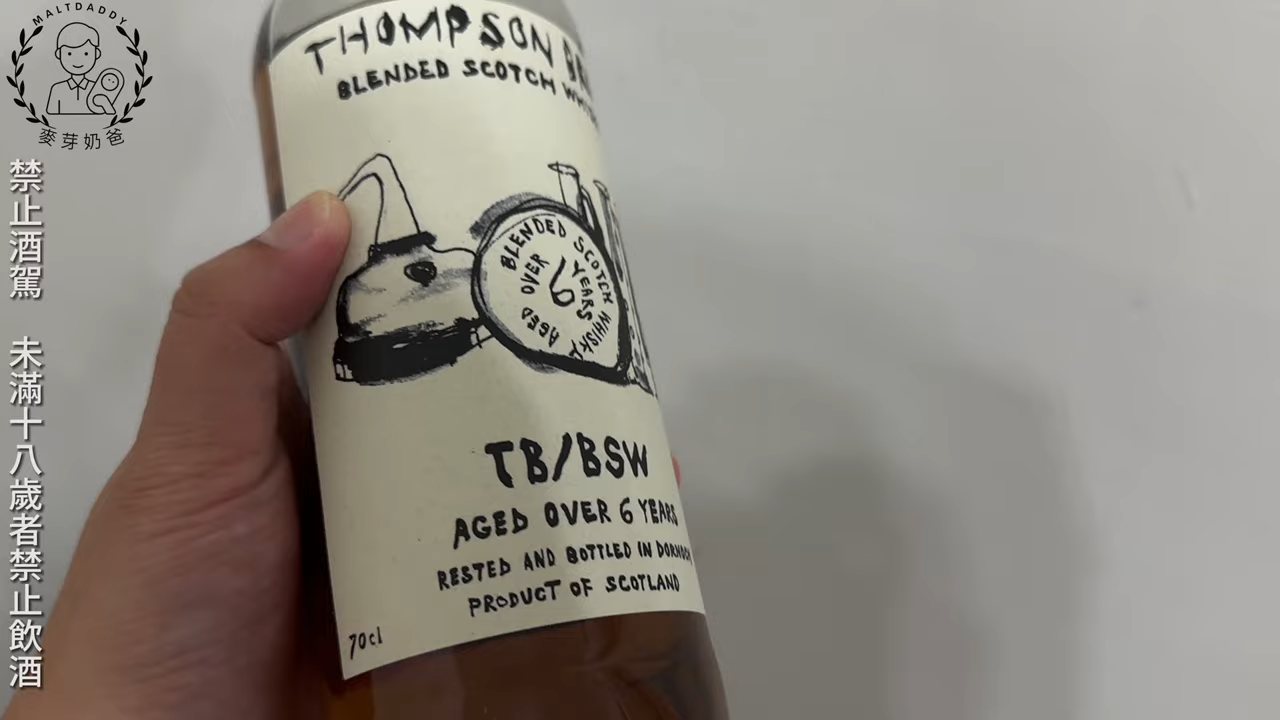 MALTDADDY
麥芽奶爸
禁止酒駕 未滿十八歲者禁止飲酒
THOMPSON
BLENDED SCOTCH
BLENDED SCOTCH WHISKY
AGED OVER 6 YEARS
TB/BSW
AGED OVER 6 YEARS
RESTED AND BOTTLED IN DORNOCH
PRODUCT OF SCOTLAND
70cl